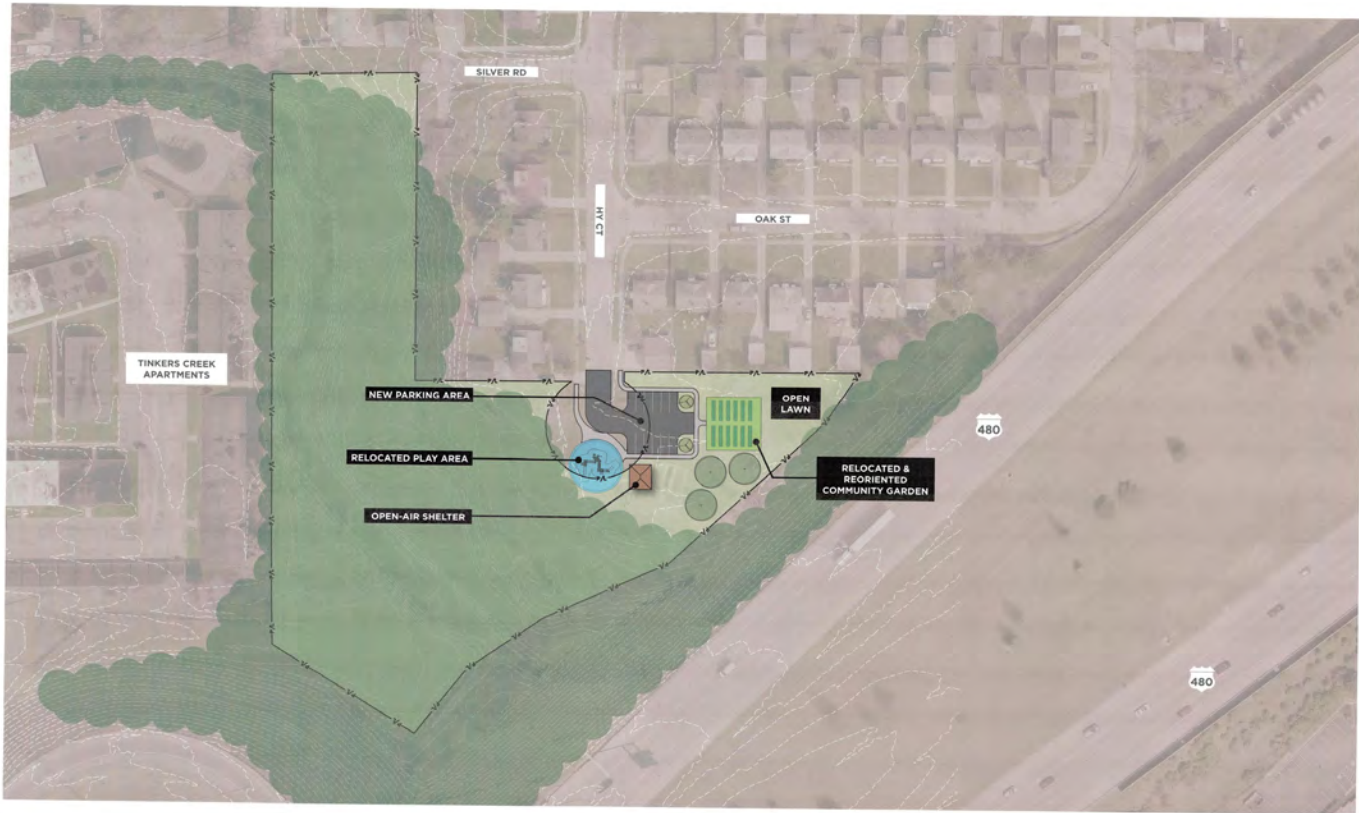 SILVER RD
HY CT
OAK ST
TINKERS CREEK
APARTMENTS
NEW PARKING AREA
OPEN
LAWN
480
RELOCATED PLAY AREA
RELOCATED &
REORIENTED
COMMUNITY GARDEN
OPEN-AIR SHELTER
480